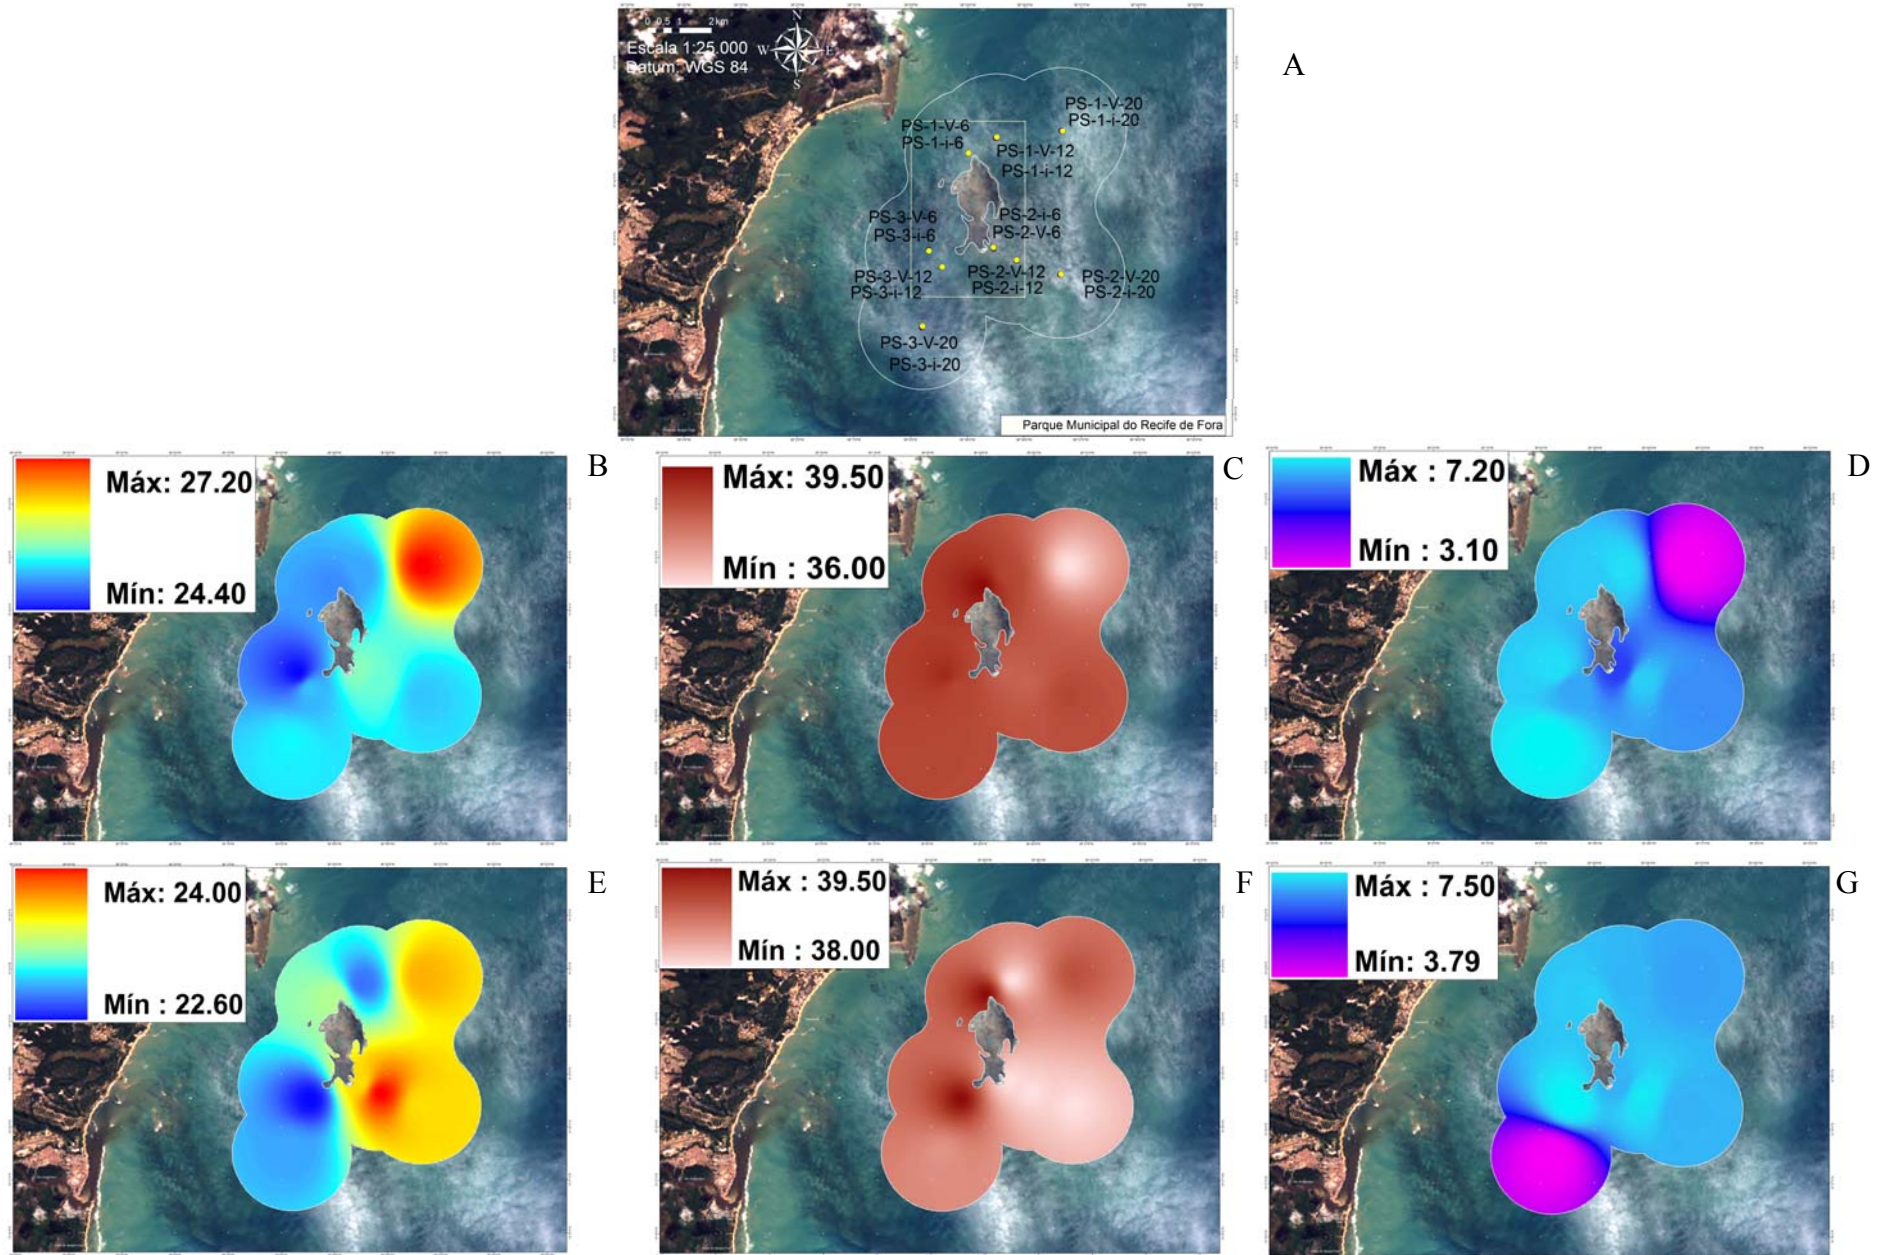 0 0.5 1 2km
Escala 1:25.000
Datum: WGS 84
N
W
E
S
A
PS-1-V-20
PS-1-i-20
PS-1-V-6
PS-1-i-6
PS-1-V-12
PS-1-i-12
PS-3-V-6
PS-3-i-6
PS-2-i-6
PS-2-V-6
PS-3-V-12
PS-3-i-12
PS-2-V-12
PS-2-i-12
PS-2-V-20
PS-2-i-20
PS-3-V-20
PS-3-i-20
Parque Municipal do Recife de Fora
Máx: 27.20
Mín: 24.40
B
Máx: 39.50
Mín : 36.00
C
Máx : 7.20
Mín : 3.10
D
Máx: 24.00
Mín : 22.60
E
Máx : 39.50
Mín : 38.00
F
Máx : 7.50
Mín: 3.79
G